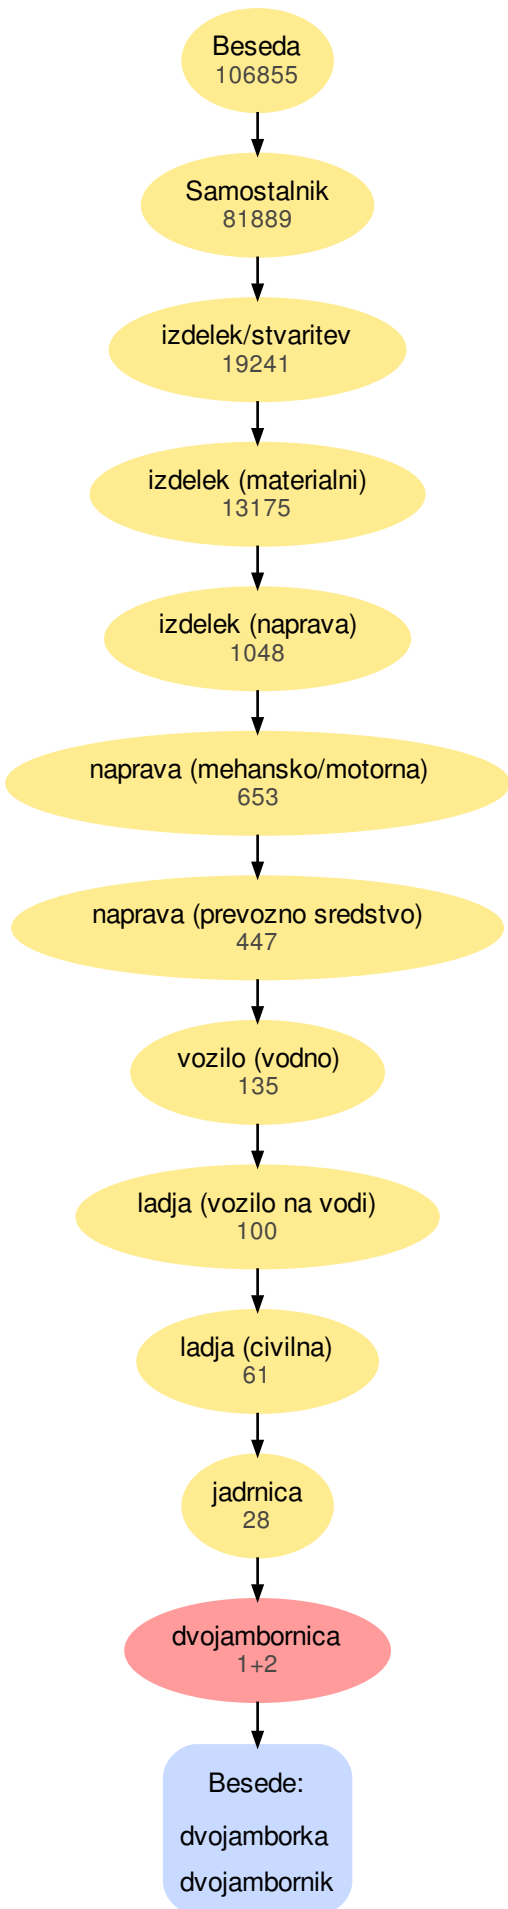 Beseda
106855
Samostalnik
81889
izdelek/stvaritev
19241
izdelek (materialni)
13175
izdelek (naprava)
1048
naprava (mehansko/motorna)
653
naprava (prevozno sredstvo)
447
vozilo (vodno)
135
ladja (vozilo na vodi)
100
ladja (civilna)
61
jadrnica
28
dvojambornica
1+2
Besede:
dvojamborka
dvojambornik